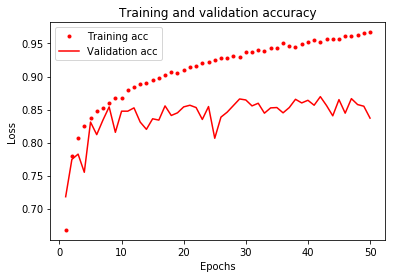 Training and validation accuracy
Training acc
Validation acc
0.95
0.90
0.85
0.80
0.75
0.70
Loss
0
10
20
30
40
50
Epochs